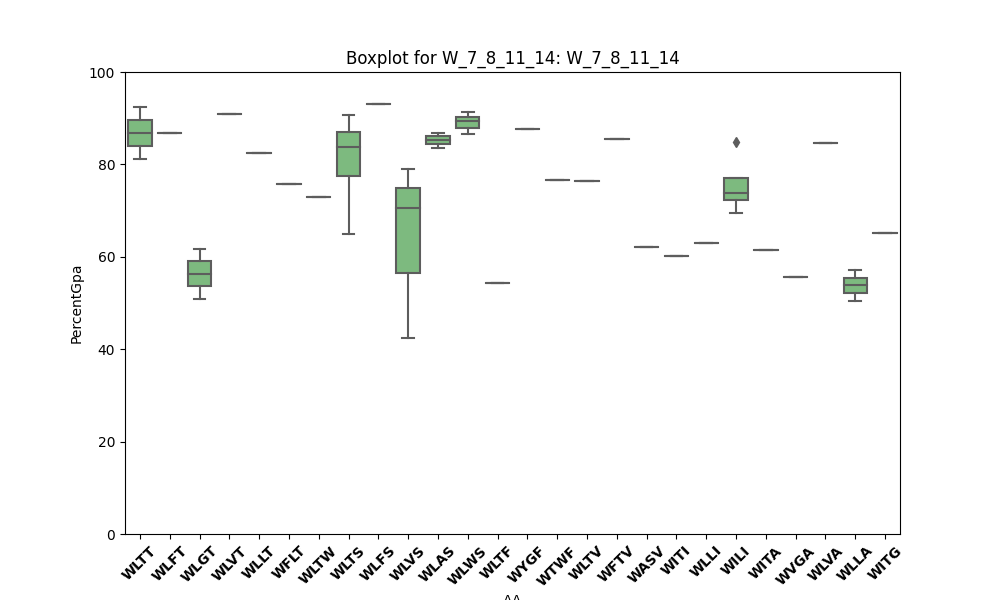 Boxplot for W_7_8_11_14: W_7_8_11_14
100
80
60
40
20
0
PercentGpa
WLTT WLFT WLGT WLVT WLLT WFLT WLTW WLTS WLFS WLVS WLAS WLWS WLTF WYGF WTWF WLTV WFTV WASV WITI WLLI WILI WITA WVGA WLVA WLLA WITG
AA